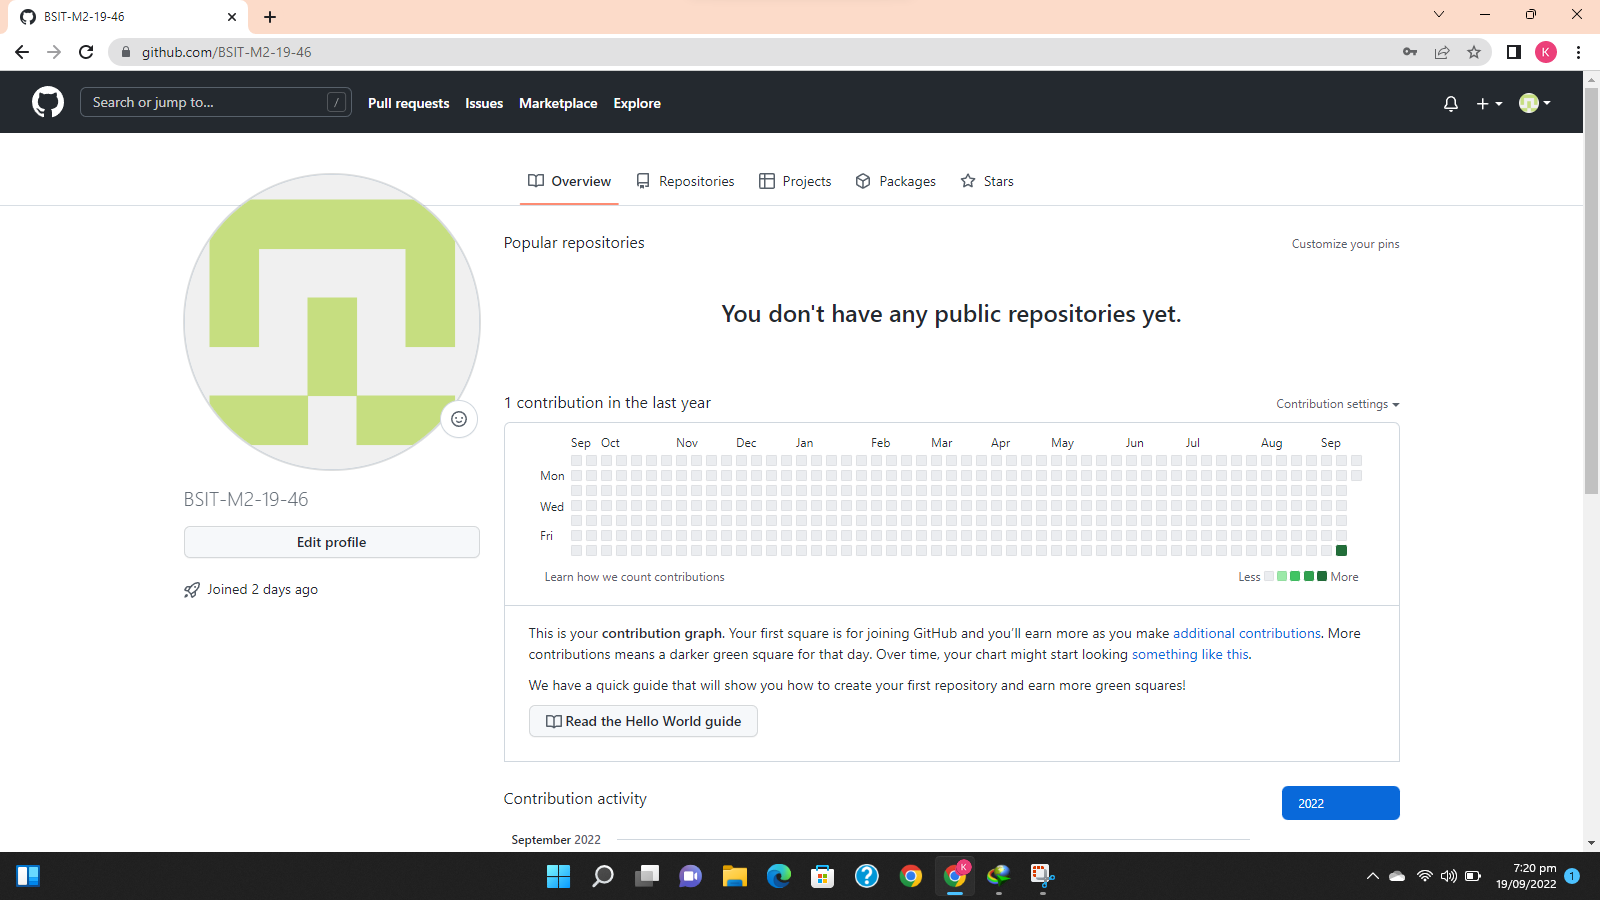 BSIT-M2-19-46
github.com/BSIT-M2-19-46
K
Search or jump to... /
Pull requests Issues Marketplace Explore
Overview Repositories Projects Packages Stars
Popular repositories
Customize your pins
You don't have any public repositories yet.
1 contribution in the last year
Contribution settings
Sep Oct Nov Dec Jan Feb Mar Apr May Jun Jul Aug Sep
Mon
Wed
Fri
Learn how we count contributions
Less More
BSIT-M2-19-46
Edit profile
Joined 2 days ago
This is your contribution graph. Your first square is for joining GitHub and you’ll earn more as you make additional contributions. More
contributions means a darker green square for that day. Over time, your chart might start looking something like this.
We have a quick guide that will show you how to create your first repository and earn more green squares!
Read the Hello World guide
Contribution activity
2022
September 2022
K
7:20 pm
19/09/2022
1